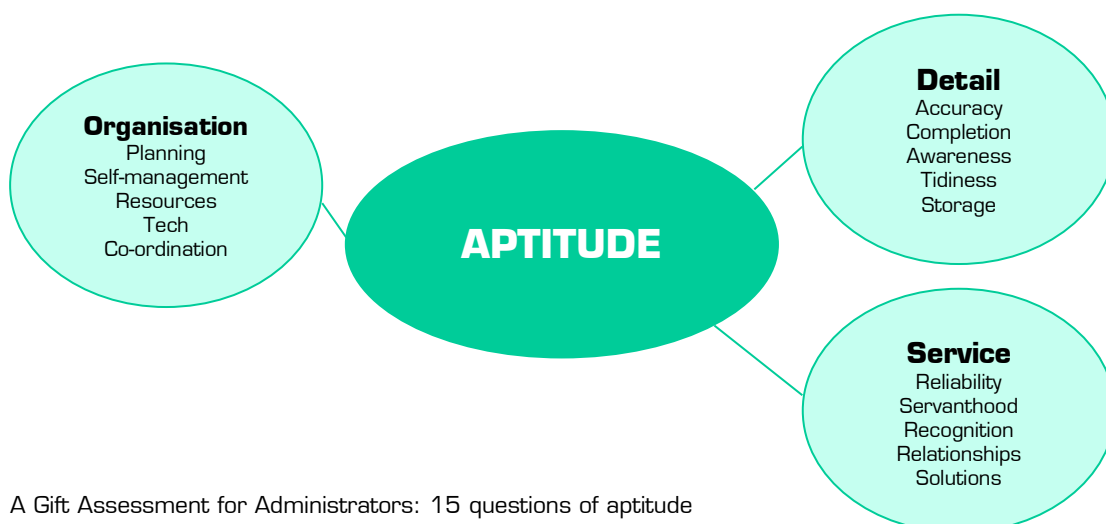 Organisation
Planning
Self-management
Resources
Tech
Co-ordination
APTITUDE
Detail
Accuracy
Completion
Awareness
Tidiness
Storage
Service
Reliability
Servanthood
Recognition
Relationships
Solutions
A Gift Assessment for Administrators: 15 questions of aptitude